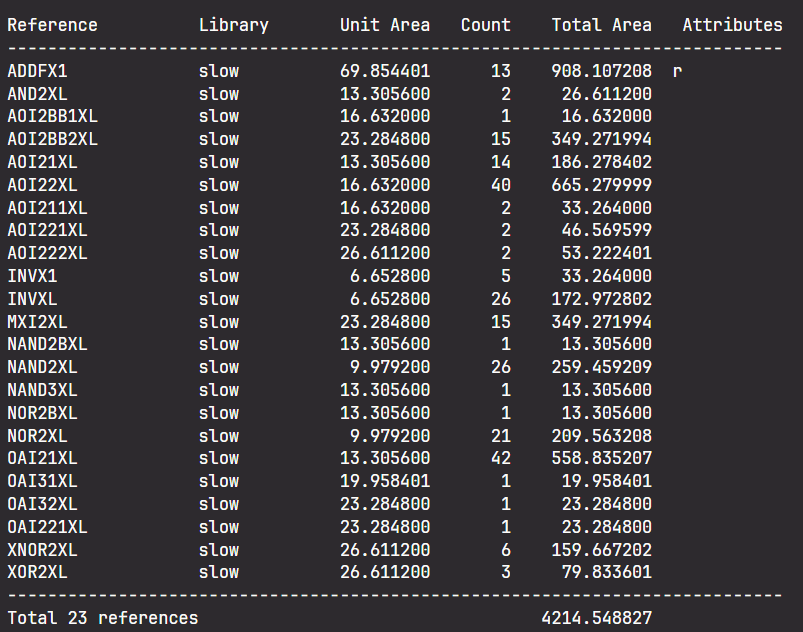 Reference          Library       Unit Area   Count    Total Area   Attributes
-----------------------------------------------------------------------------
ADDFX1             slow          69.854401      13    908.107208  r
AND2XL             slow          13.305600       2     26.611200
AOI2BB1XL          slow          16.632000       1     16.632000
AOI2BB2XL          slow          23.284800      15    349.271994
AOI21XL            slow          13.305600      14    186.278402
AOI22XL            slow          16.632000      40    665.279999
AOI211XL           slow          16.632000       2     33.264000
AOI221XL           slow          23.284800       2     46.569599
AOI222XL           slow          26.611200       2     53.222401
INVX1              slow           6.652800       5     33.264000
INVXL              slow           6.652800      26    172.972802
MXI2XL             slow          23.284800      15    349.271994
NAND2BXL           slow          13.305600       1     13.305600
NAND2XL            slow           9.979200      26    259.459209
NAND3XL            slow          13.305600       1     13.305600
NOR2BXL            slow          13.305600       1     13.305600
NOR2XL             slow           9.979200      21    209.563208
OAI21XL            slow          13.305600      42    558.835207
OAI31XL            slow          19.958401       1     19.958401
OAI32XL            slow          23.284800       1     23.284800
OAI221XL           slow          23.284800       1     23.284800
XNOR2XL            slow          26.611200       6    159.667202
XOR2XL             slow          26.611200       3     79.833601
-----------------------------------------------------------------------------
Total 23 references                                  4214.548827